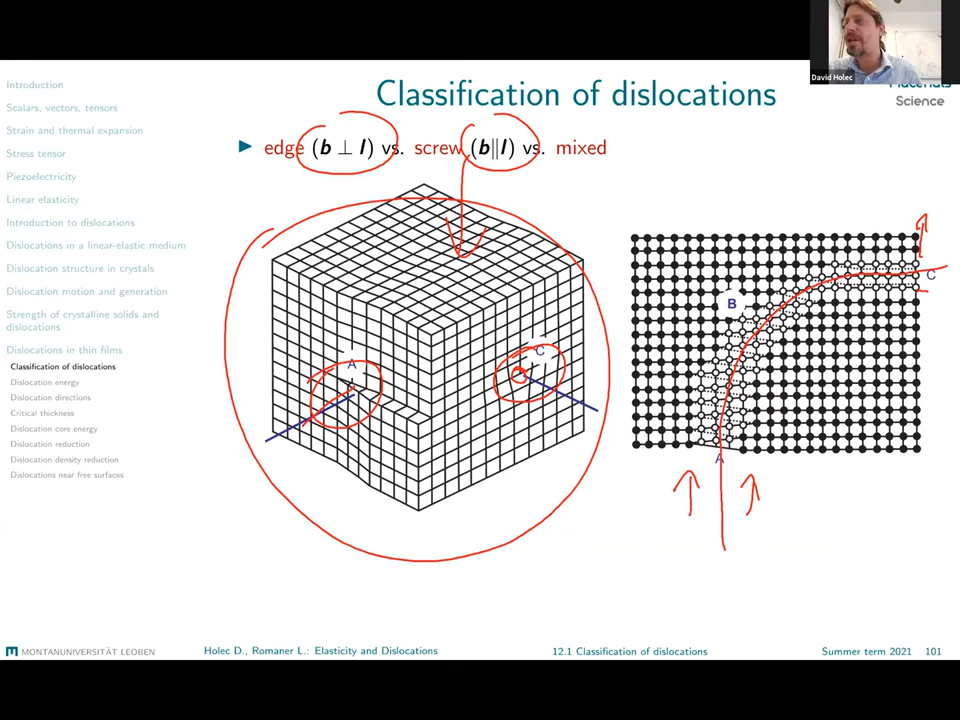 David Holec
Materials
Science
Classification of dislocations
Introduction
Scalars, vectors, tensors
Strain and thermal expansion
Stress tensor
Piezoelectricity
Linear elasticity
Introduction to dislocations
Dislocations in a linear-elastic medium
Dislocation structure in crystals
Dislocation motion and generation
Strength of crystalline solids and
dislocations
Dislocations in thin films
Classification of dislocations
Dislocation energy
Dislocation directions
Critical thickness
Dislocation core energy
Dislocation reduction
Dislocation density reduction
Dislocations near free surfaces
▶ edge (b ⊥ l) vs. screw (b∥l) vs. mixed
A
C
B
C
A
MONTANUNIVERSITÄT LEOBEN
Holec D., Romaner L.: Elasticity and Dislocations
12.1 Classification of dislocations
Summer term 2021 101